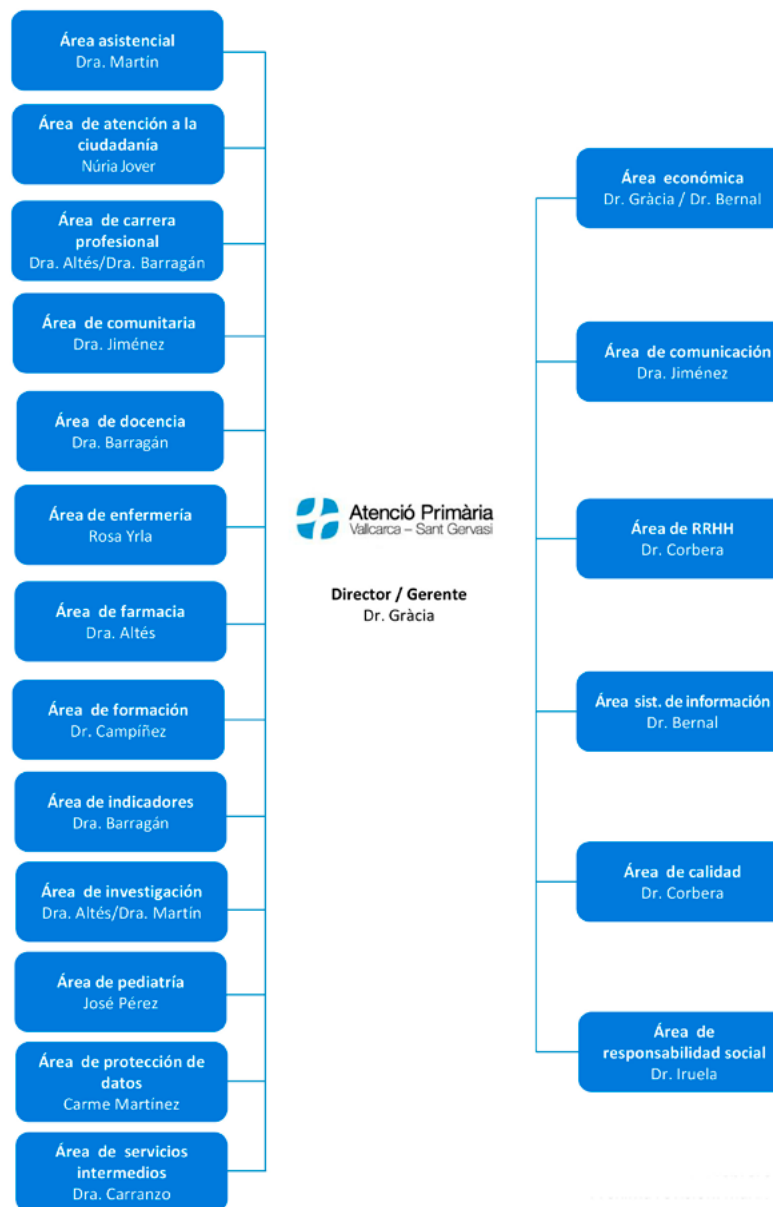 Área asistencial
Dra. Martín
Área de atención a la
ciudadanía
Núria Jover
Área de carrera
profesional
Dra. Altés/Dra. Barragán
Área de comunitaria
Dra. Jiménez
Área de docencia
Dra. Barragán
Área de enfermería
Rosa Yrla
Área de farmacia
Dra. Altés
Área de formación
Dr. Campíñez
Área de indicadores
Dra. Barragán
Área de investigación
Dra. Altés/Dra. Martín
Área de pediatría
José Pérez
Área de protección de
datos
Carme Martínez
Área de servicios
intermedios
Dra. Carranzo
Atenció Primària
Vallcarca – Sant Gervasi
Director / Gerente
Dr. Gràcia
Área económica
Dr. Gràcia / Dr. Bernal
Área de comunicación
Dra. Jiménez
Área de RRHH
Dr. Corbera
Área sist. de información
Dr. Bernal
Área de calidad
Dr. Corbera
Área de
responsabilidad social
Dr. Iruela